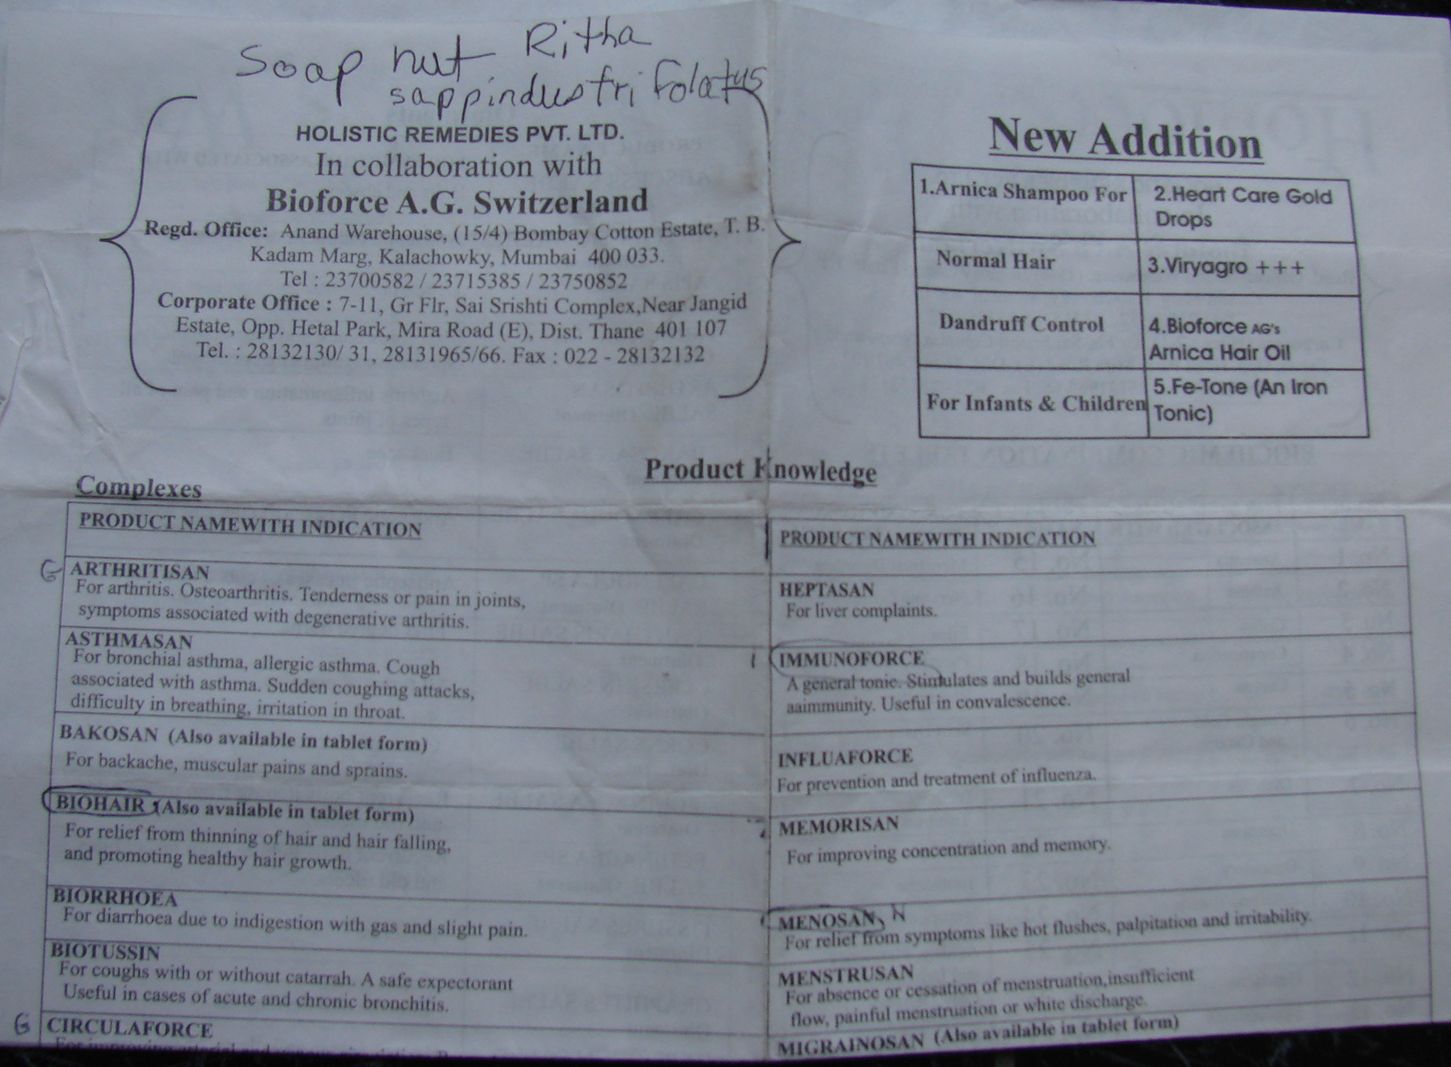 Soap nut Ritha
sappindustrifolatus
HOLISTIC REMEDIES PVT. LTD.
In collaboration with
Bioforce A.G. Switzerland
Regd. Office: Anand Warehouse, (15/4) Bombay Cotton Estate, T. B.
Kadam Marg, Kalachowky, Mumbai 400 033.
Tel : 23700582 / 23715385 / 23750852
Corporate Office : 7-11, Gr Flr, Sai Srishti Complex,Near Jangid
Estate, Opp. Hetal Park, Mira Road (E), Dist. Thane 401 107
Tel. : 28132130/ 31, 28131965/66. Fax : 022 - 28132132
New Addition
1.Arnica Shampoo For
2.Heart Care Gold
Drops
Normal Hair
3.Viryagro +++
Dandruff Control
4.Bioforce AG's
Arnica Hair Oil
For Infants & Children
5.Fe-Tone (An Iron
Tonic)
Product Knowledge
Complexes
PRODUCT NAMEWITH INDICATION
G ARTHRITISAN
For arthritis. Osteoarthritis. Tenderness or pain in joints,
symptoms associated with degenerative arthritis.
ASTHMASAN
For bronchial asthma, allergic asthma. Cough
associated with asthma. Sudden coughing attacks,
difficulty in breathing, irritation in throat.
BAKOSAN (Also available in tablet form)
For backache, muscular pains and sprains.
BIOHAIR (Also available in tablet form)
For relief from thinning of hair and hair falling,
and promoting healthy hair growth.
BIORRHOEA
For diarrhoea due to indigestion with gas and slight pain.
BIOTUSSIN
For coughs with or without catarrah. A safe expectorant
Useful in cases of acute and chronic bronchitis.
G CIRCULAFORCE
PRODUCT NAMEWITH INDICATION
HEPTASAN
For liver complaints.
IMMUNOFORCE
A general tonic. Stimulates and builds general
aaimmunity. Useful in convalescence.
INFLUAFORCE
For prevention and treatment of influenza.
MEMORISAN
For improving concentration and memory.
MENOSAN N
For relief from symptoms like hot flushes, palpitation and irritability.
MENSTRUSAN
For absence or cessation of menstruation,insufficient
flow, painful menstruation or white discharge.
MIGRAINOSAN (Also available in tablet form)